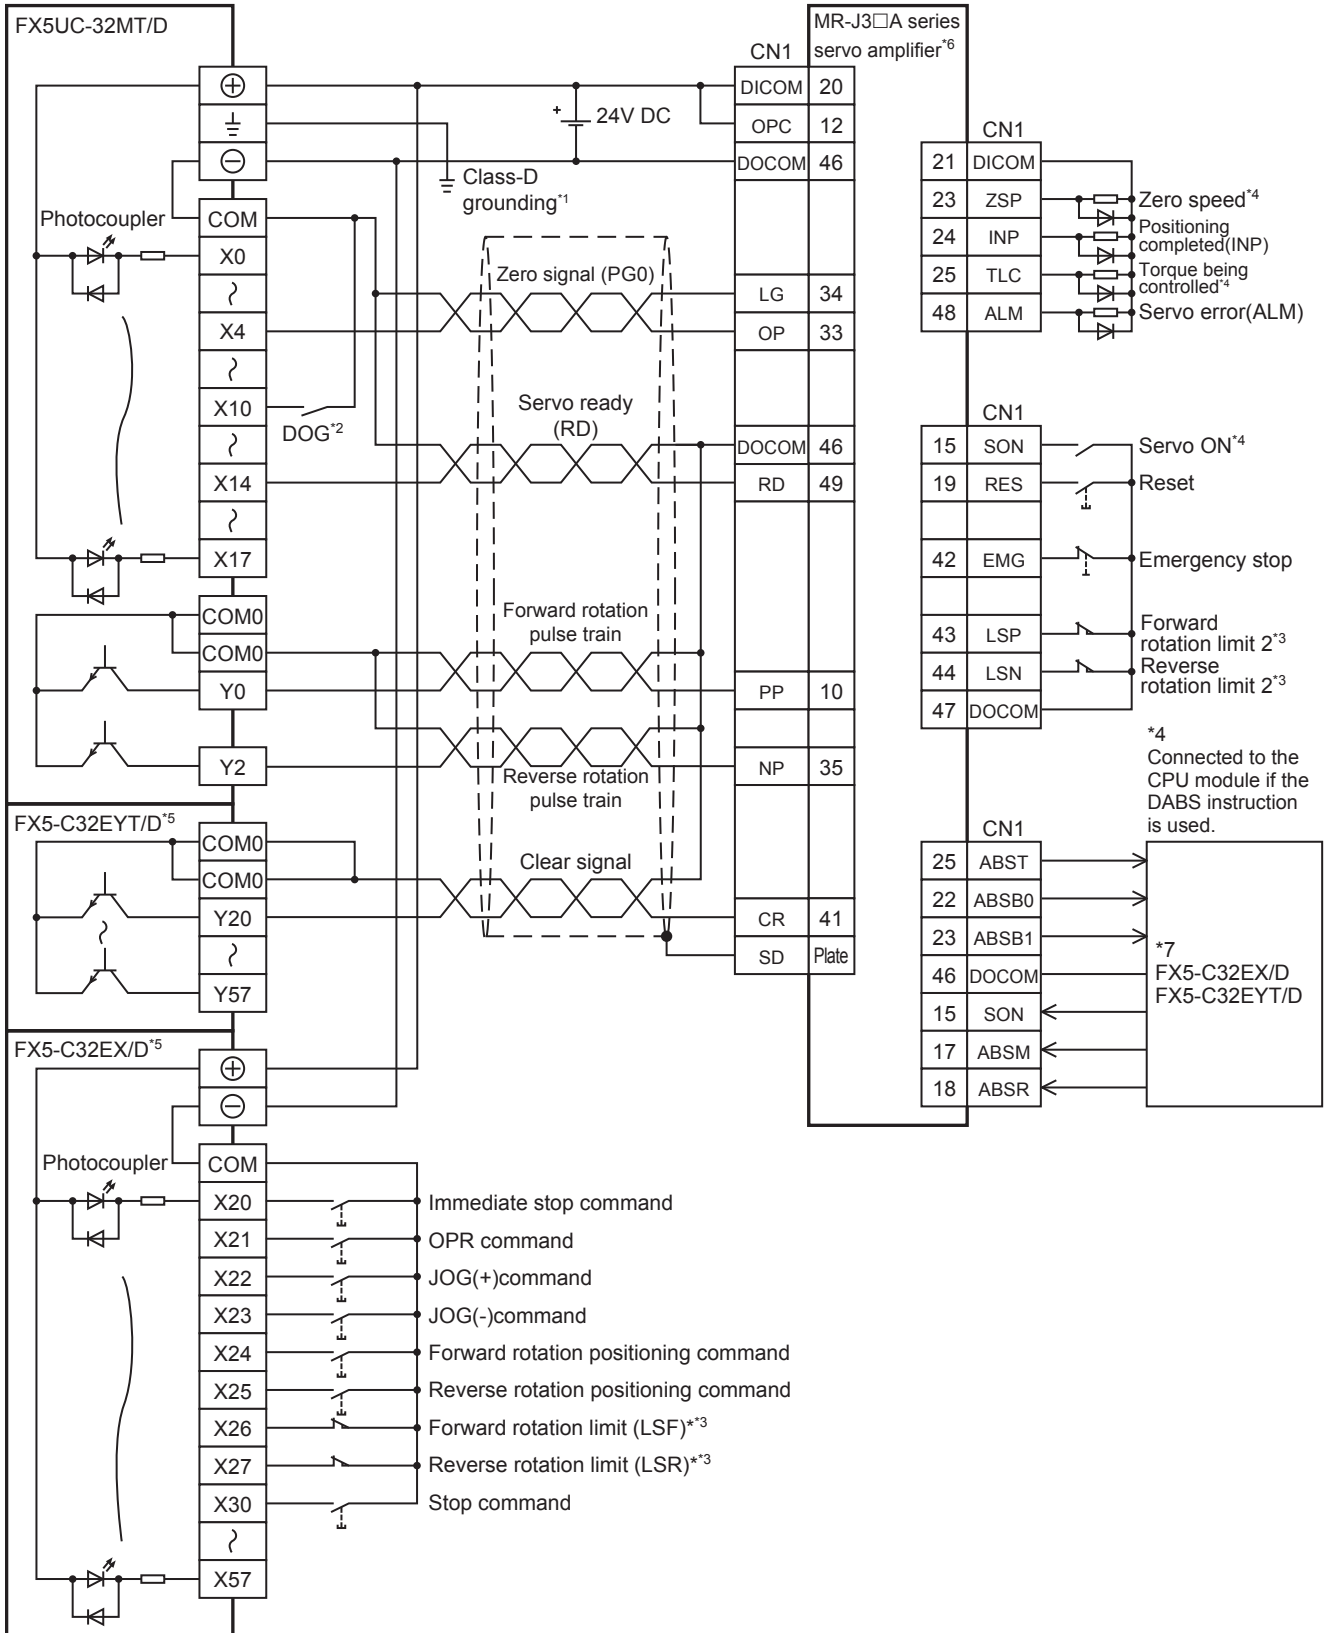 FX5UC-32MT/D
MR-J3□A series
servo amplifier*6
CN1
DICOM 20
24V DC
OPC 12
DOCOM 46
Class-D
grounding*1
Photocoupler
COM
X0
X4
X10
X14
X17
DOG*2
Zero signal (PG0)
LG 34
OP 33
Servo ready
(RD)
DOCOM 46
RD 49
COM0
COM0
Y0
Y2
Forward rotation
pulse train
PP 10
NP 35
Reverse rotation
pulse train
FX5-C32EYT/D*5
COM0
COM0
Y20
Y57
Clear signal
CR 41
SD Plate
FX5-C32EX/D*5
Photocoupler
COM
X20 Immediate stop command
X21 OPR command
X22 JOG(+)command
X23 JOG(-)command
X24 Forward rotation positioning command
X25 Reverse rotation positioning command
X26 Forward rotation limit (LSF)**3
X27 Reverse rotation limit (LSR)**3
X30 Stop command
X57
CN1
21 DICOM
23 ZSP Zero speed*4
24 INP Positioning
completed(INP)
25 TLC Torque being
controlled*4
48 ALM Servo error(ALM)
CN1
15 SON Servo ON*4
19 RES Reset
42 EMG Emergency stop
43 LSP Forward
rotation limit 2*3
44 LSN Reverse
rotation limit 2*3
47 DOCOM
*4
Connected to the
CPU module if the
DABS instruction
is used.
CN1
25 ABST
22 ABSB0
23 ABSB1
46 DOCOM
15 SON
17 ABSM
18 ABSR
*7
FX5-C32EX/D
FX5-C32EYT/D